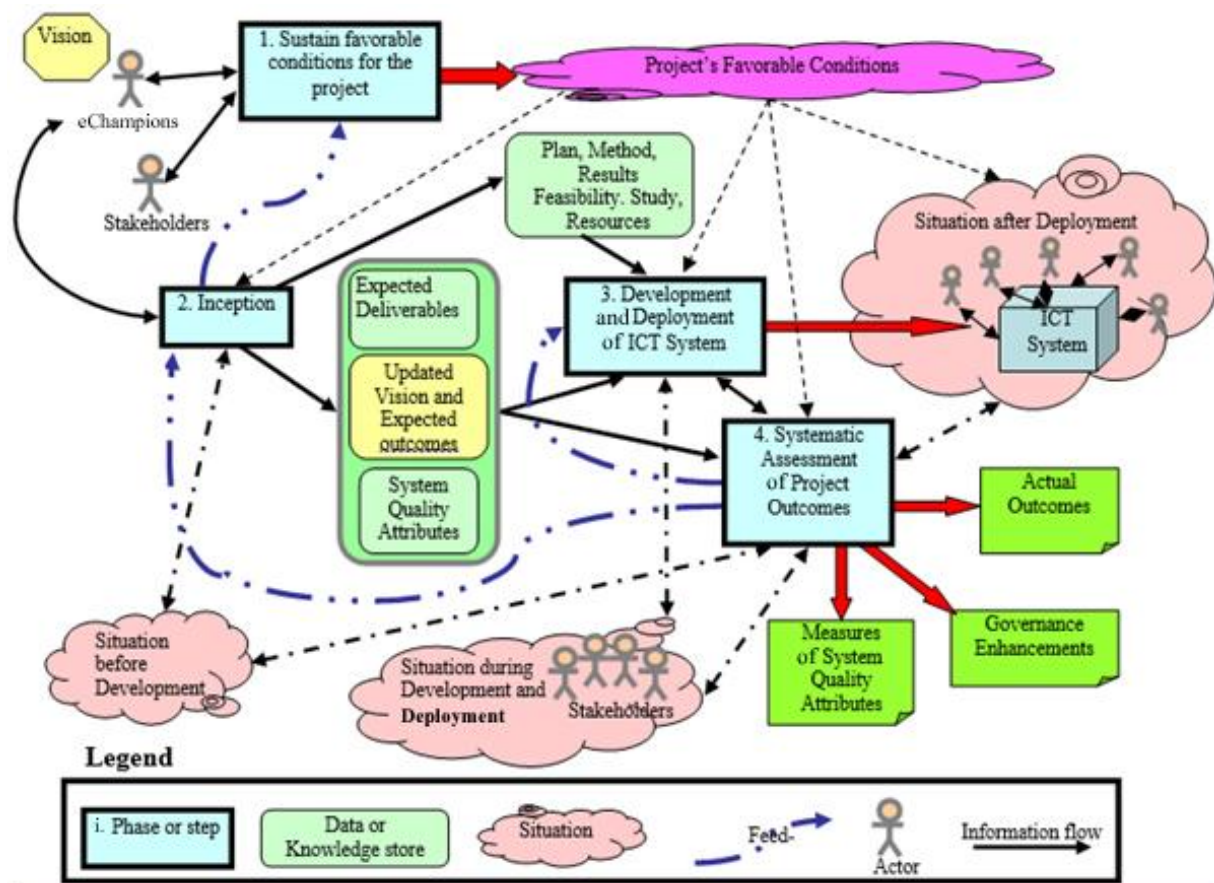 Vision
eChampions
Stakeholders
1. Sustain favorable
conditions for the
project
Project's Favorable Conditions
Plan, Method,
Results
Feasibility. Study,
Resources
Situation after Deployment
ICT
System
2. Inception
Expected
Deliverables
Updated
Vision and
Expected
outcomes
System
Quality
Attributes
3. Development
and Deployment
of ICT System
4. Systematic
Assessment
of Project
Outcomes
Actual
Outcomes
Governance
Enhancements
Measures
of System
Quality
Attributes
Situation
before
Development
Situation during
Development and
Deployment
Stakeholders
Legend
i. Phase or step
Data or
Knowledge store
Situation
Feed-
Actor
Information flow